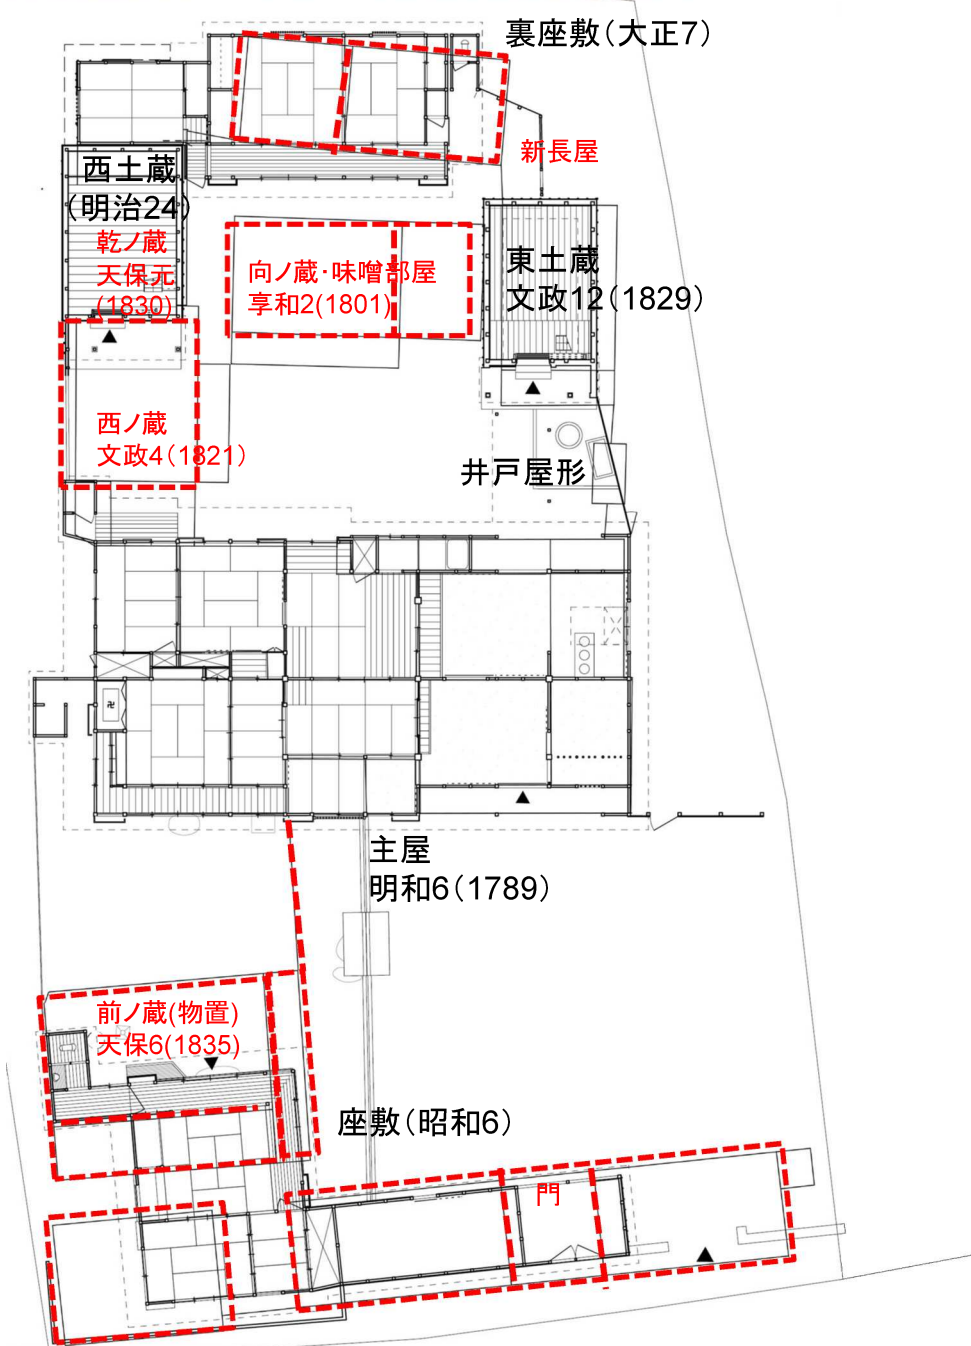 裏座敷(大正7)
新長屋
西土蔵
(明治24)
乾ノ蔵
天保元
(1830)
向ノ蔵・味噌部屋
享和2(1801)
東土蔵
文政12(1829)
西ノ蔵
文政4(1821)
井戸屋形
卍
主屋
明和6(1789)
前ノ蔵(物置)
天保6(1835)
座敷(昭和6)
門